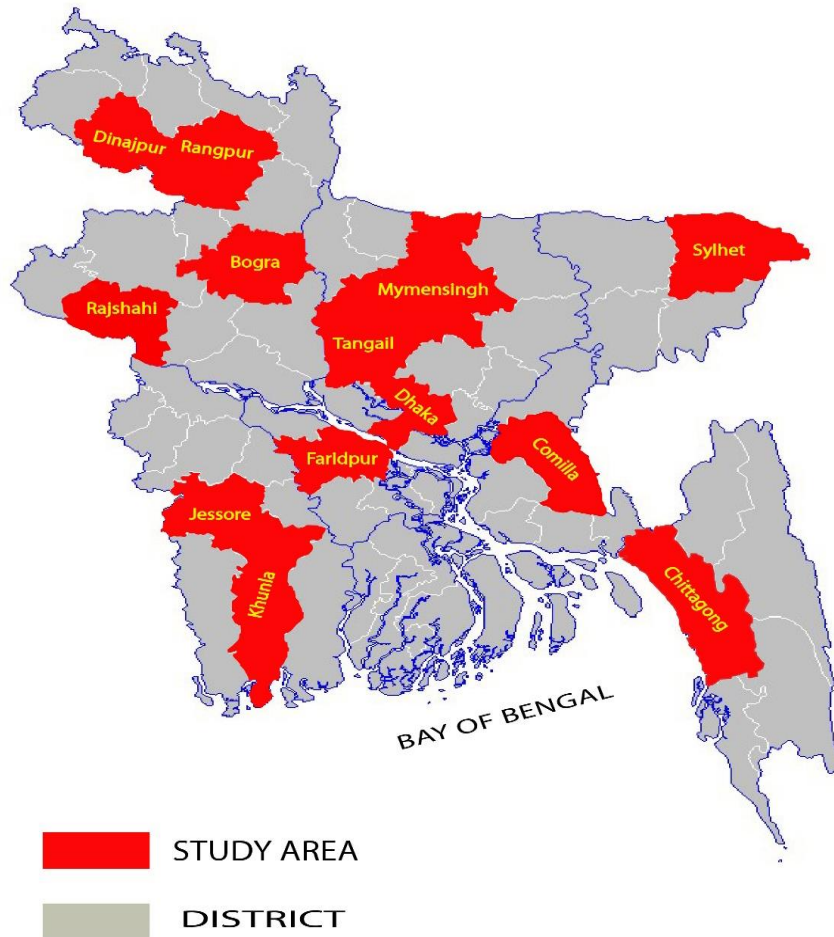 Dinajpur
Rangpur
Bogra
Rajshahi
Mymensingh
Tangail
Sylhet
Dhaka
Comilla
Faridpur
Jessore
Khunla
Chittagong
BAY OF BENGAL
STUDY AREA
DISTRICT